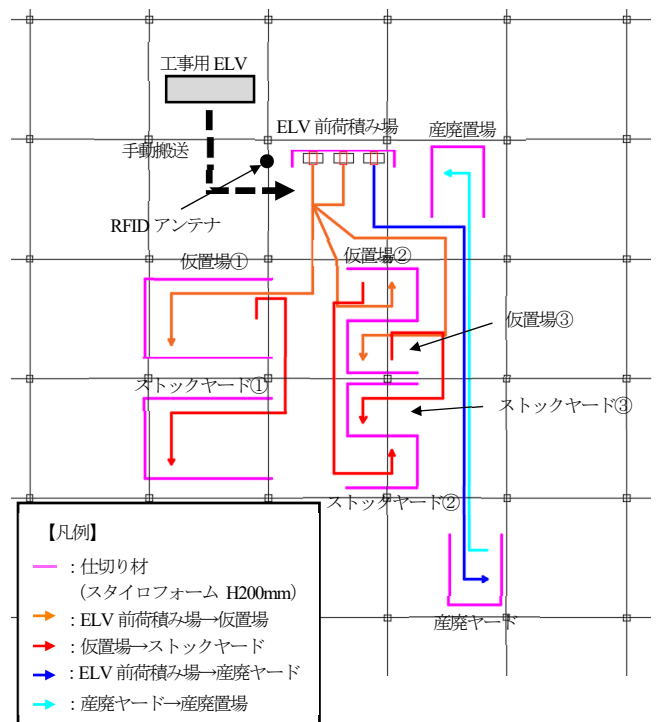 工事用 ELV
ELV 前荷積み場
産廃置場
手動搬送
RFID アンテナ
仮置場①
仮置場②
仮置場③
ストックヤード①
ストックヤード③
ストックヤード②
【凡例】
：仕切り材
（スタイロフォーム H200mm）
：ELV 前荷積み場→仮置場
：仮置場→ストックヤード
：ELV 前荷積み場→産廃ヤード
：産廃ヤード→産廃置場
産廃ヤード